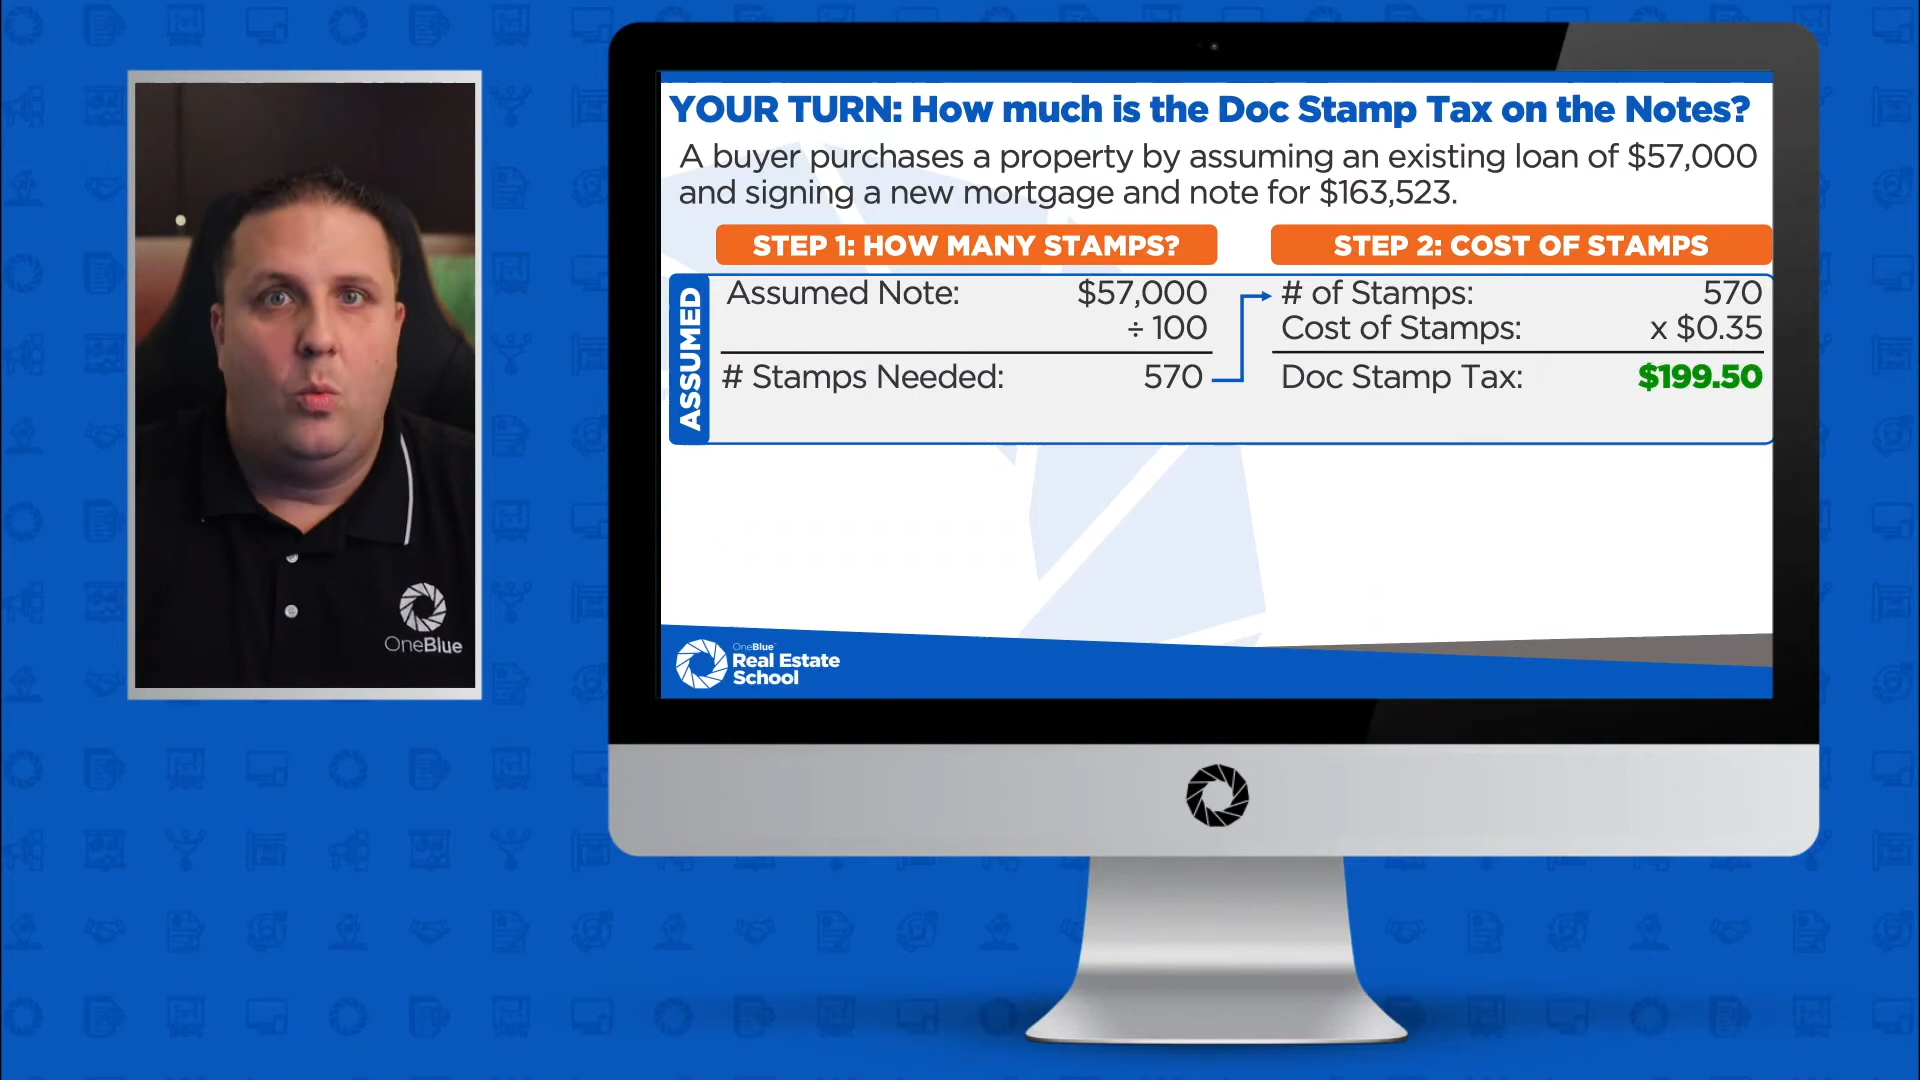 YOUR TURN: How much is the Doc Stamp Tax on the Notes?
A buyer purchases a property by assuming an existing loan of $57,000
and signing a new mortgage and note for $163,523.
STEP 1: HOW MANY STAMPS?
STEP 2: COST OF STAMPS
ASSUMED
Assumed Note: $57,000
÷ 100
# Stamps Needed: 570
# of Stamps: 570
Cost of Stamps: x $0.35
Doc Stamp Tax: $199.50
OneBlue
OneBlue
Real Estate
School